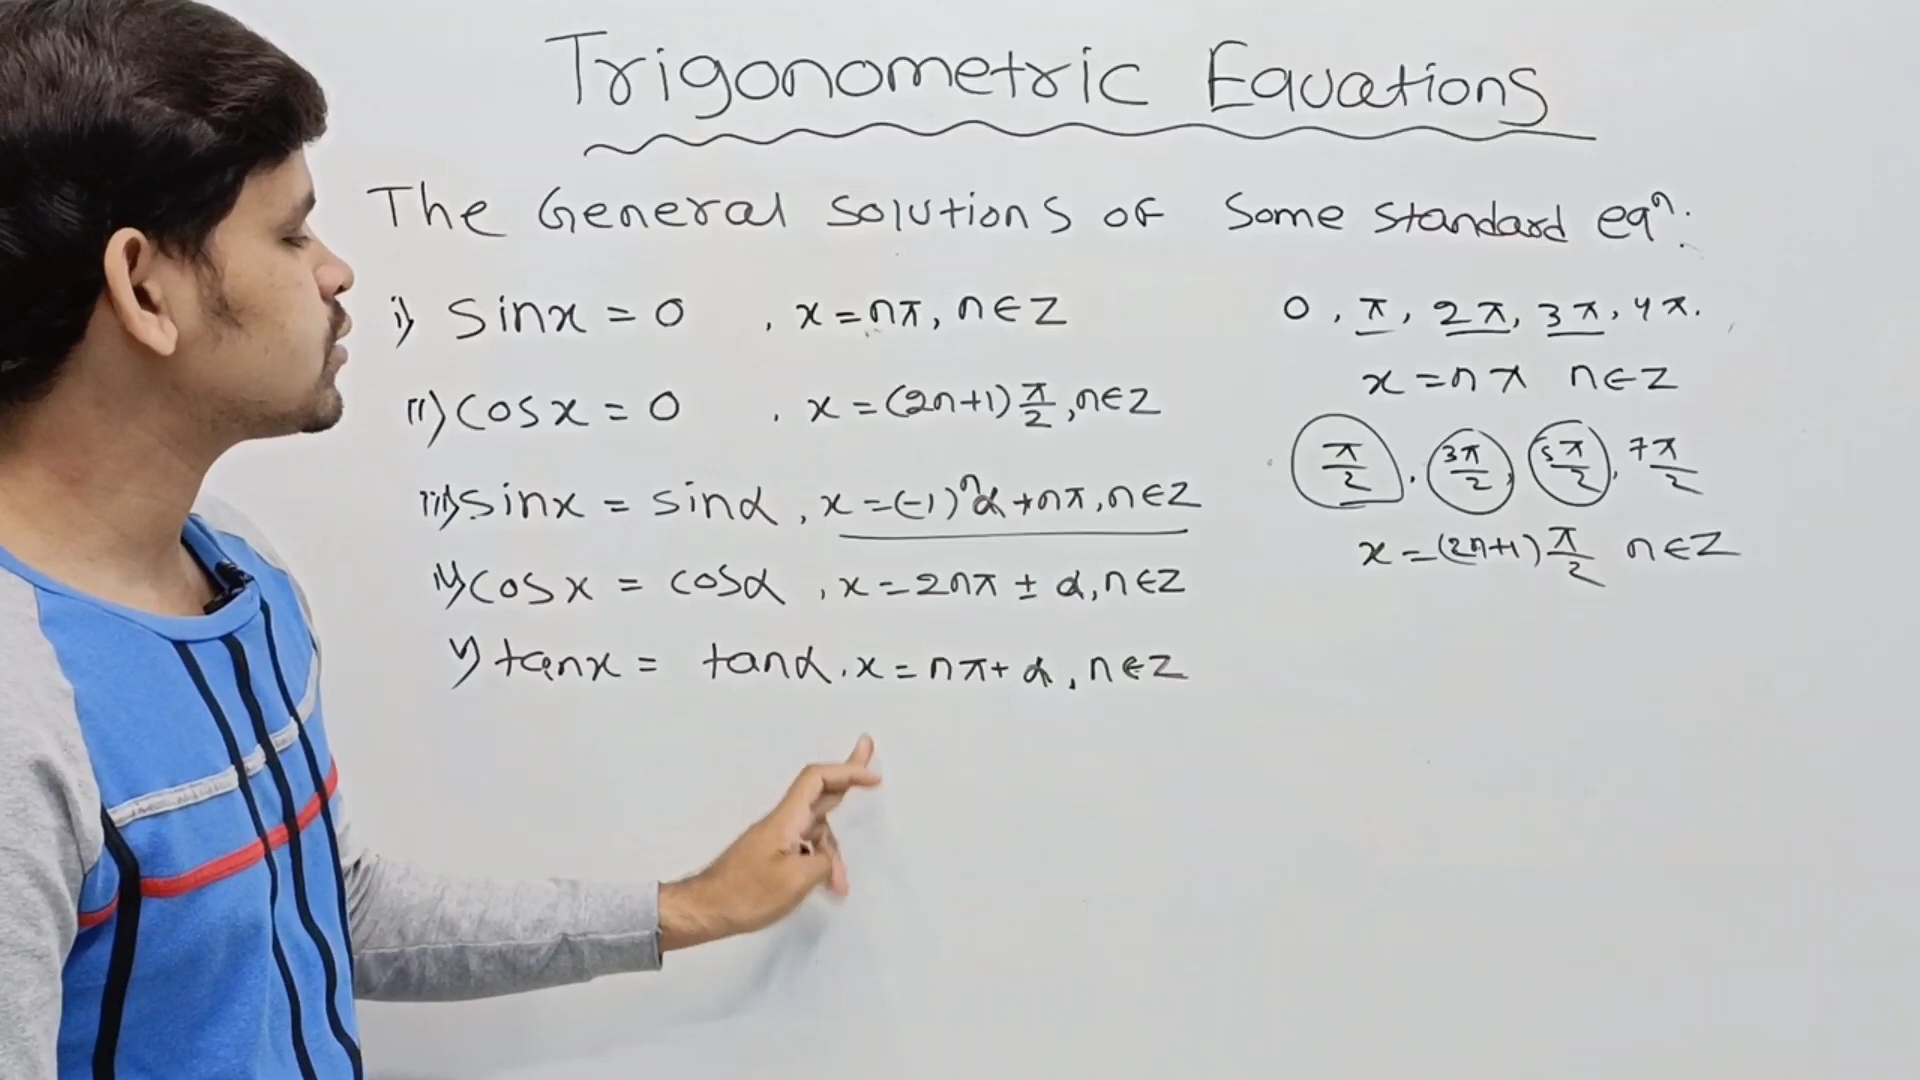 Trigonometric Equations
The General solutions of Some standard eqⁿ.
i) sinx = 0 , x = nπ, n∈Z
ii) cosx = 0 , x = (2n+1) π/2, n∈Z
iii) sinx = sinα , x = (-1)ⁿα + nπ, n∈Z
iv) cosx = cosα , x = 2nπ ± α, n∈Z
v) tanx = tanα . x = nπ + α, n∈Z
0, π, 2π, 3π, 4π.
x = nπ n∈Z
π/2, 3π/2, 5π/2, 7π/2
x = (2n+1) π/2 n∈Z